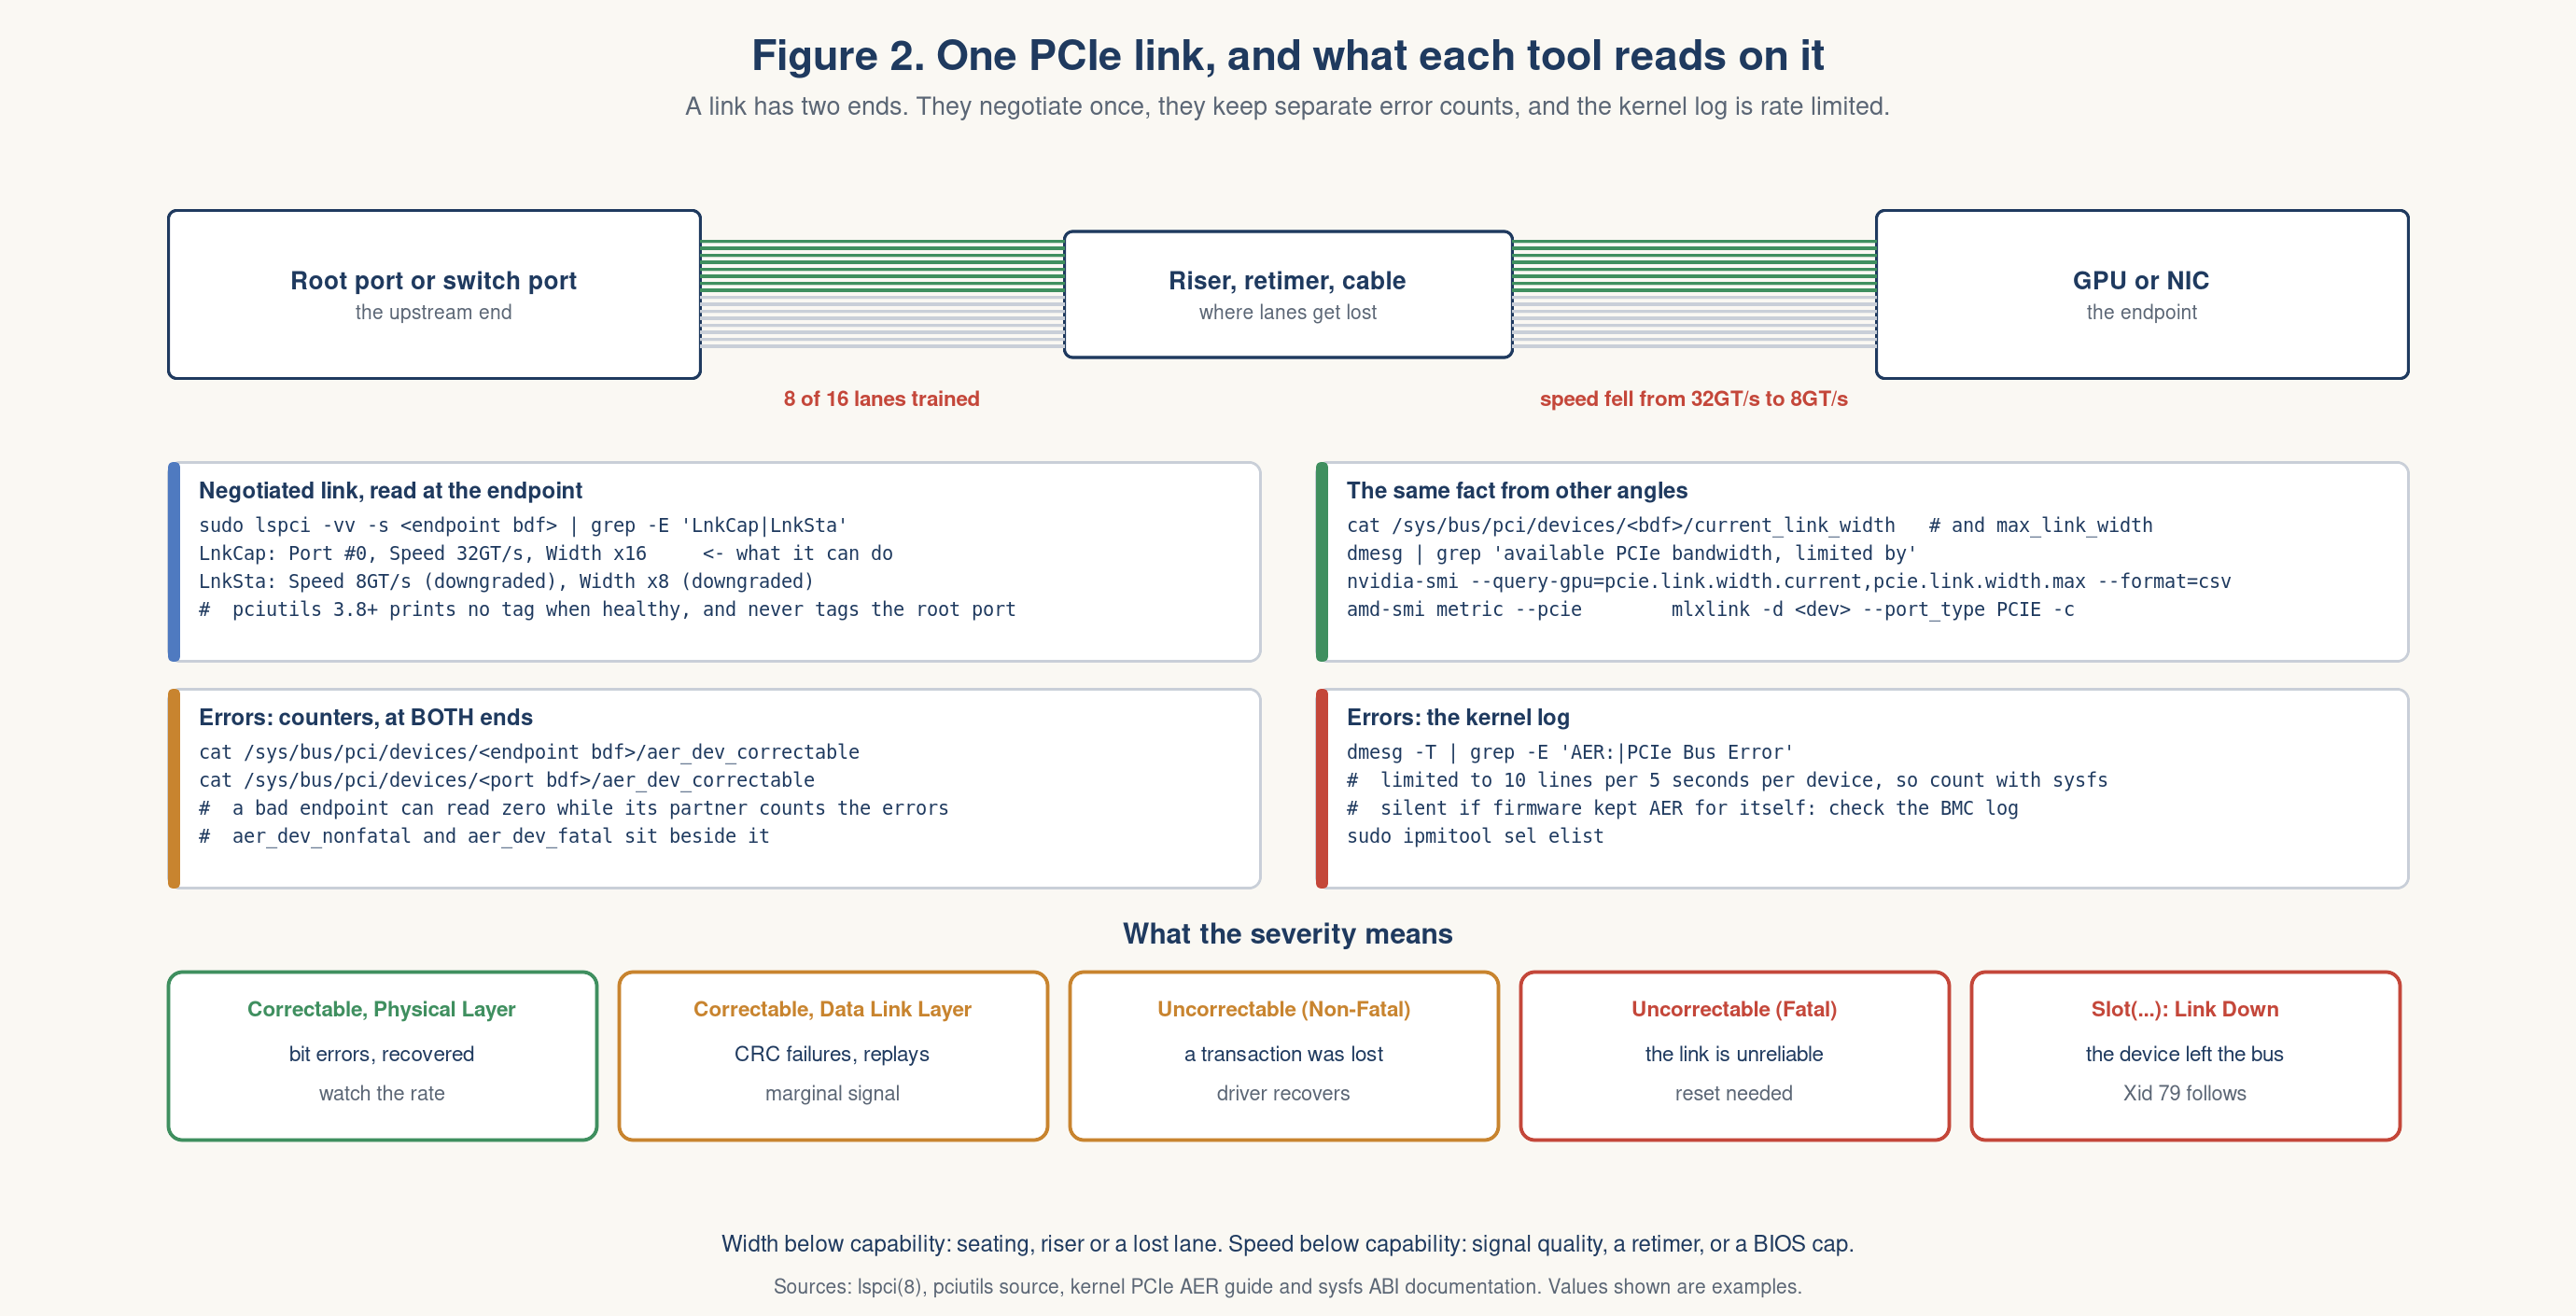 Figure 2. One PCIe link, and what each tool reads on it
A link has two ends. They negotiate once, they keep separate error counts, and the kernel log is rate limited.
Root port or switch port
the upstream end
Riser, retimer, cable
where lanes get lost
GPU or NIC
the endpoint
8 of 16 lanes trained
speed fell from 32GT/s to 8GT/s
Negotiated link, read at the endpoint
sudo lspci -vv -s <endpoint bdf> | grep -E 'LnkCap|LnkSta'
LnkCap: Port #0, Speed 32GT/s, Width x16     <- what it can do
LnkSta: Speed 8GT/s (downgraded), Width x8 (downgraded)
#  pciutils 3.8+ prints no tag when healthy, and never tags the root port
The same fact from other angles
cat /sys/bus/pci/devices/<bdf>/current_link_width   # and max_link_width
dmesg | grep 'available PCIe bandwidth, limited by'
nvidia-smi --query-gpu=pcie.link.width.current,pcie.link.width.max --format=csv
amd-smi metric --pcie        mlxlink -d <dev> --port_type PCIE -c
Errors: counters, at BOTH ends
cat /sys/bus/pci/devices/<endpoint bdf>/aer_dev_correctable
cat /sys/bus/pci/devices/<port bdf>/aer_dev_correctable
#  a bad endpoint can read zero while its partner counts the errors
#  aer_dev_nonfatal and aer_dev_fatal sit beside it
Errors: the kernel log
dmesg -T | grep -E 'AER:|PCIe Bus Error'
#  limited to 10 lines per 5 seconds per device, so count with sysfs
#  silent if firmware kept AER for itself: check the BMC log
sudo ipmitool sel elist
What the severity means
Correctable, Physical Layer
bit errors, recovered
watch the rate
Correctable, Data Link Layer
CRC failures, replays
marginal signal
Uncorrectable (Non-Fatal)
a transaction was lost
driver recovers
Uncorrectable (Fatal)
the link is unreliable
reset needed
Slot(...): Link Down
the device left the bus
Xid 79 follows
Width below capability: seating, riser or a lost lane. Speed below capability: signal quality, a retimer, or a BIOS cap.
Sources: lspci(8), pciutils source, kernel PCIe AER guide and sysfs ABI documentation. Values shown are examples.